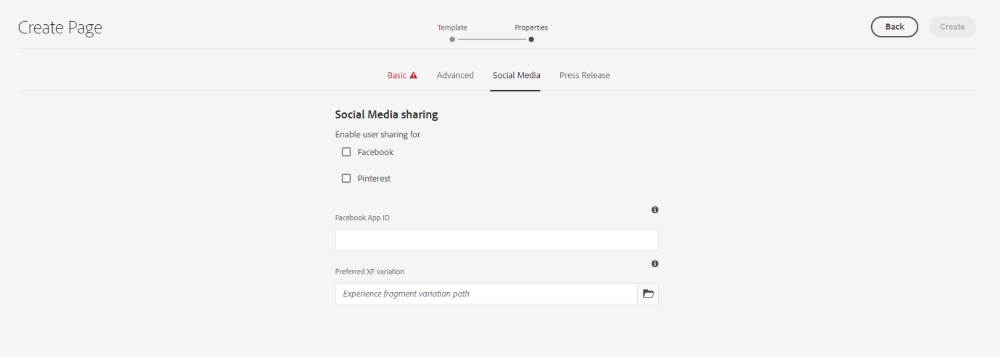 Create Page
Template
Properties
Back
Create
Basic
Advanced
Social Media
Press Release
Social Media sharing
Enable user sharing for
Facebook
Pinterest
Facebook App ID
Preferred XF variation
Experience fragment variation path